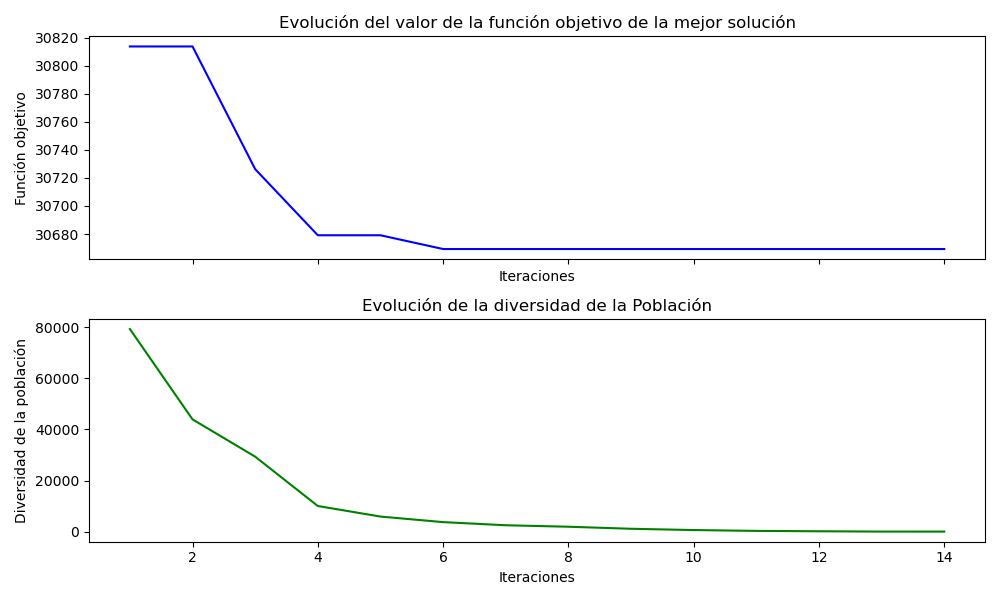 Evolución del valor de la función objetivo de la mejor solución
Función objetivo
30820
30800
30780
30760
30740
30720
30700
30680
Iteraciones
Evolución de la diversidad de la Población
Diversidad de la población
80000
60000
40000
20000
0
2 4 6 8 10 12 14
Iteraciones